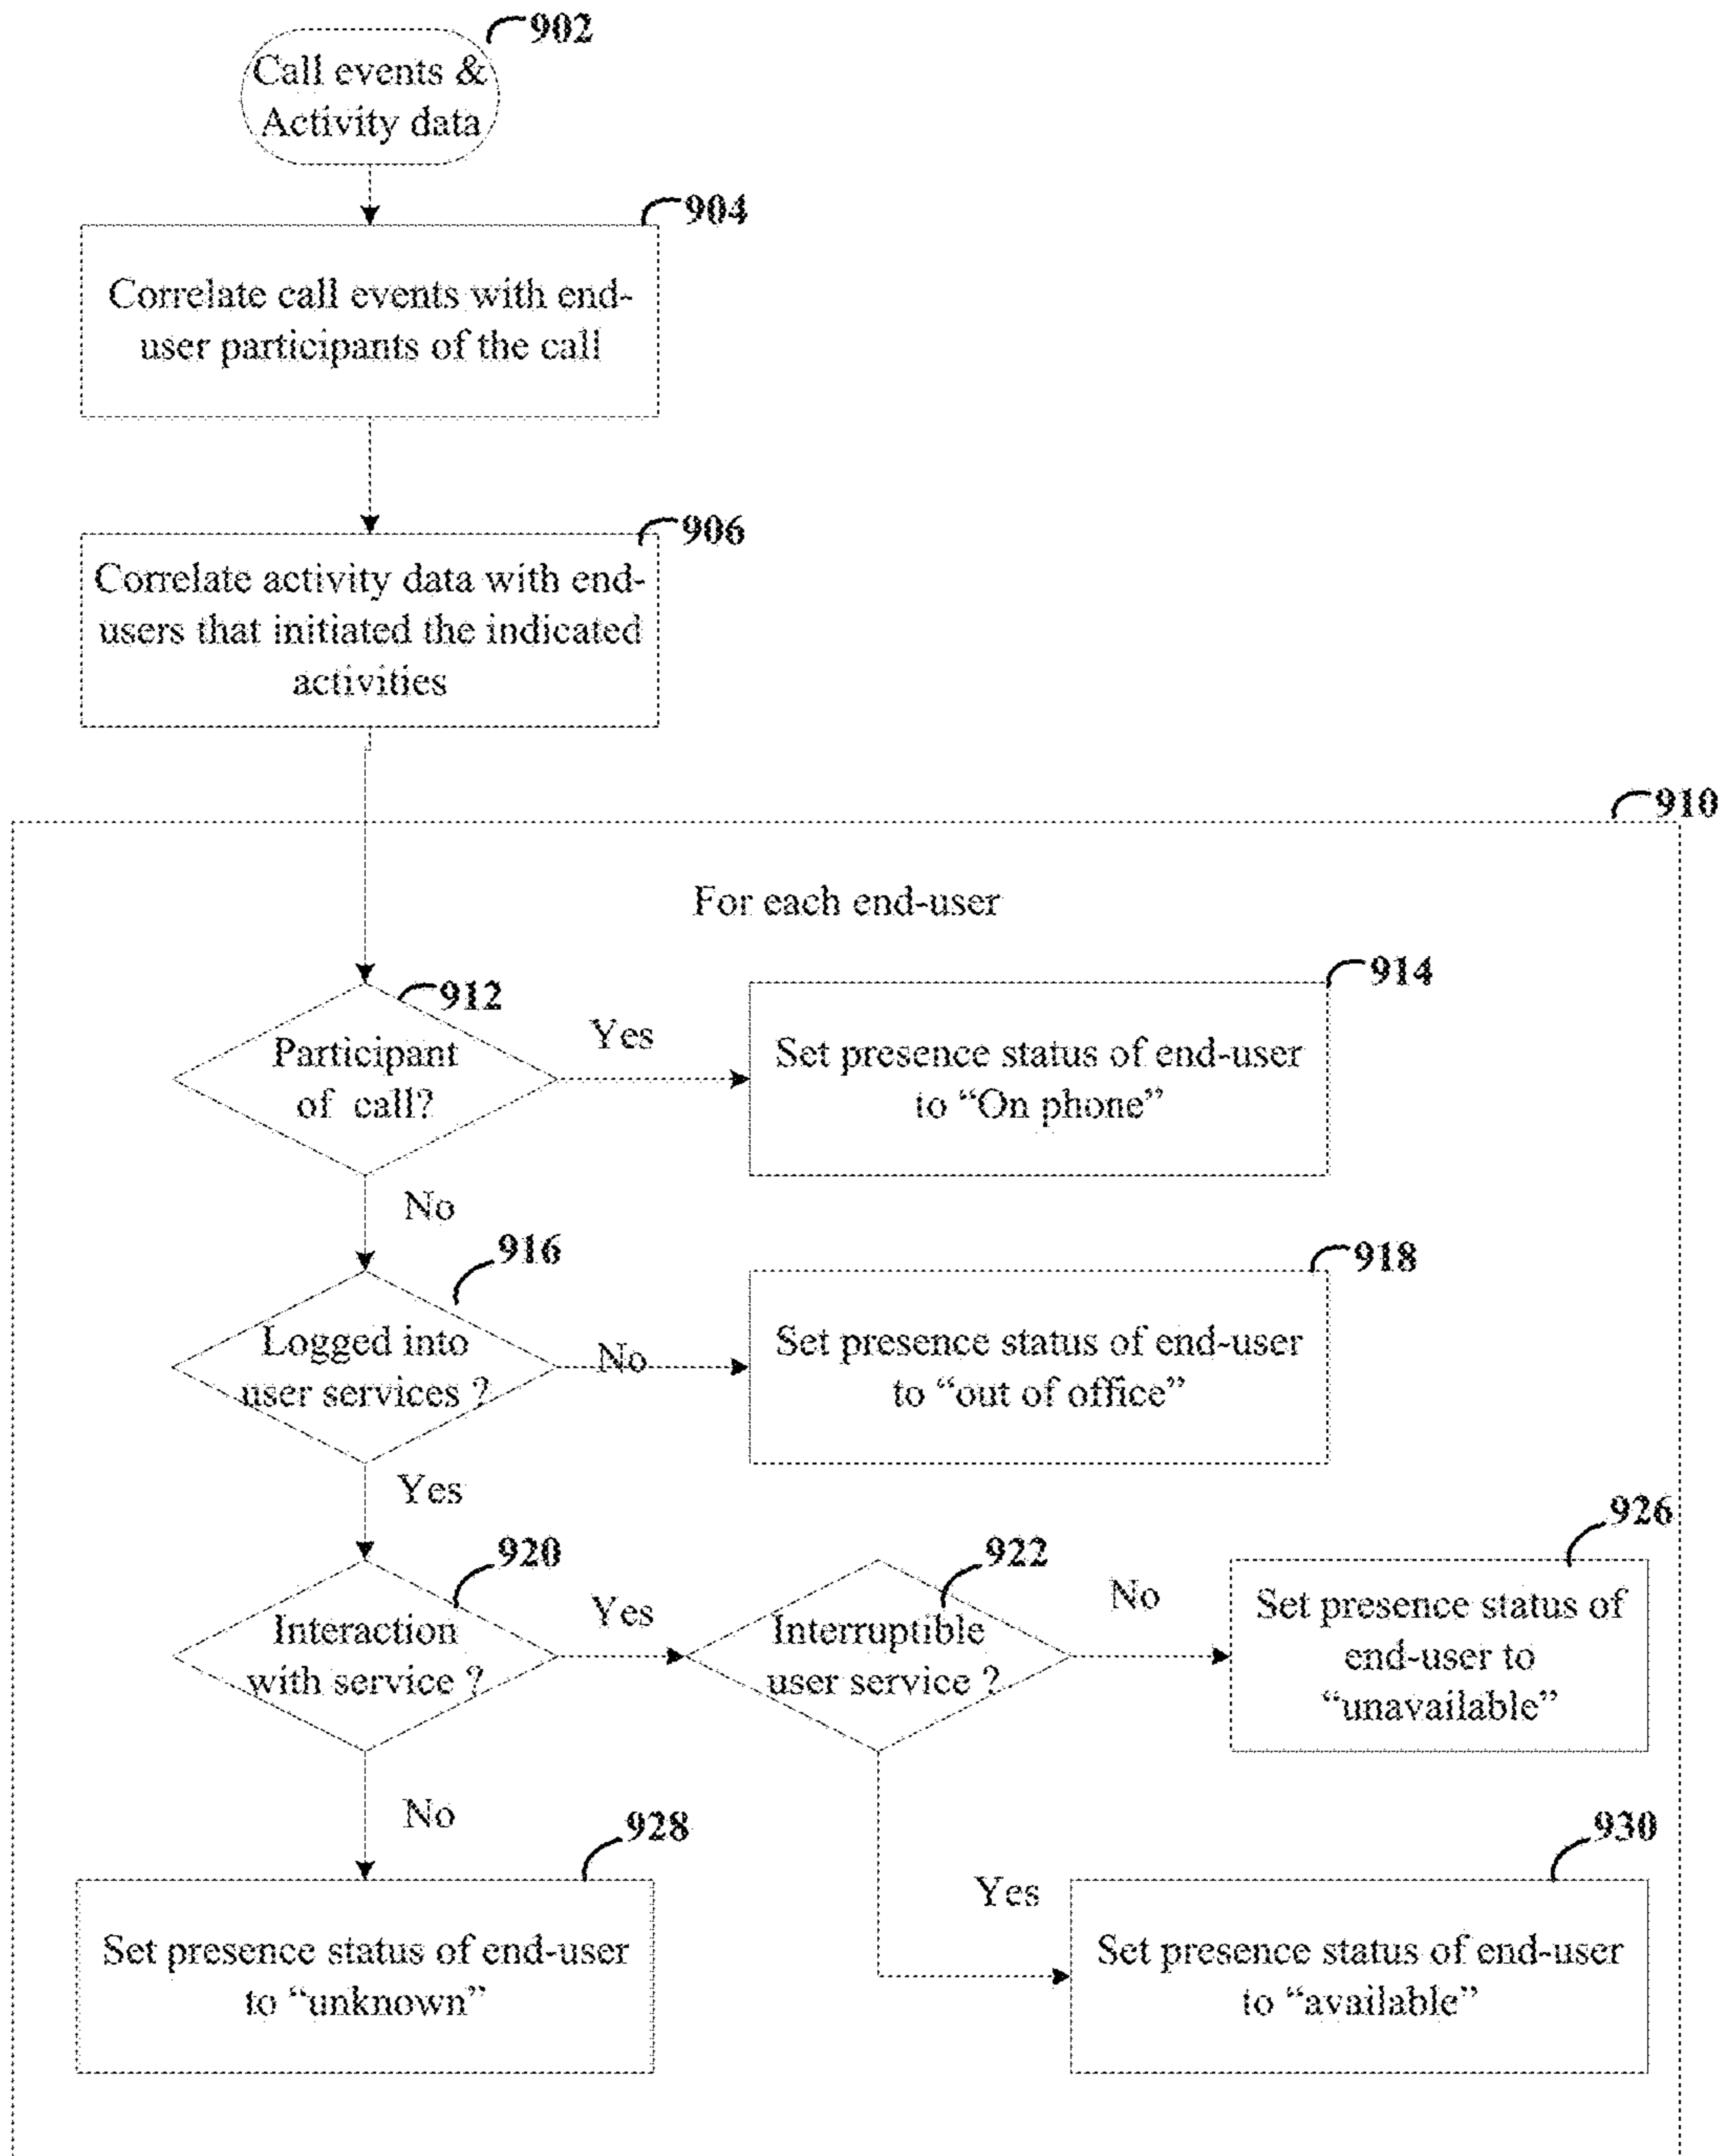 902
Call events &
Activity data
904
Correlate call events with end-
user participants of the call
906
Correlate activity data with end-
users that initiated the indicated
activities
910
For each end-user
912
Participant
of call?
Yes
914
Set presence status of end-user
to “On phone”
No
916
Logged into
user services ?
No
918
Set presence status of end-user
to “out of office”
Yes
920
Interaction
with service ?
Yes
922
Interruptible
user service ?
No
926
Set presence status of
end-user to
“unavailable”
No
928
Set presence status of end-user
to “unknown”
Yes
930
Set presence status of end-user
to “available”